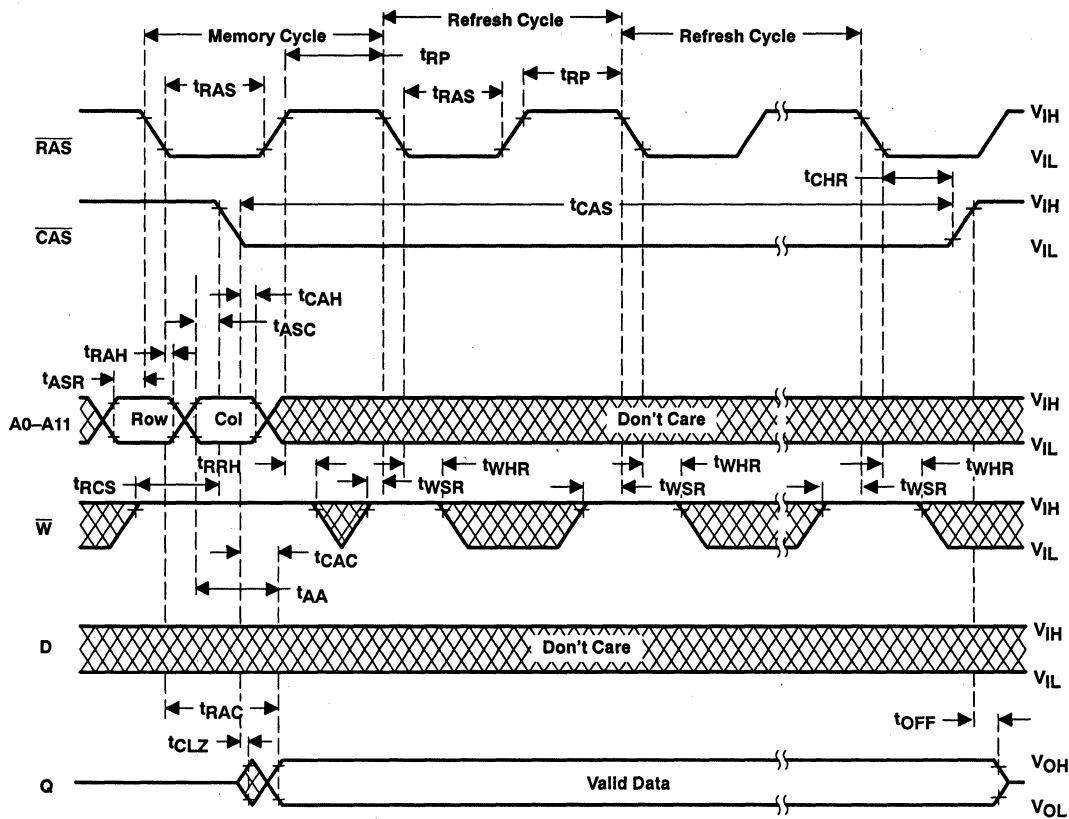 Refresh Cycle
Memory Cycle
Refresh Cycle
tRP
tRAS
tRP
tRAS
RAS
VIH
VIL
tCHR
tCAS
CAS
VIH
VIL
tCAH
tASC
tRAH
tASR
A0–A11
Row
Col
Don't Care
VIH
VIL
tRRH
tWHR
tWHR
tWHR
tRCS
tWSR
tWSR
tWSR
W
VIH
VIL
tCAC
tAA
D
Don't Care
VIH
VIL
tRAC
tOFF
tCLZ
Q
Valid Data
VOH
VOL